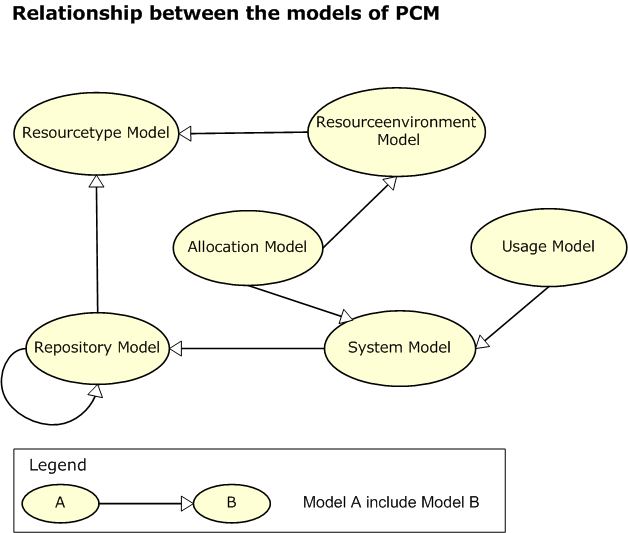 Relationship between the models of PCM
Resourcetype Model
Resourceenvironment
Model
Allocation Model
Usage Model
Repository Model
System Model
Legend
A
B
Model A include Model B